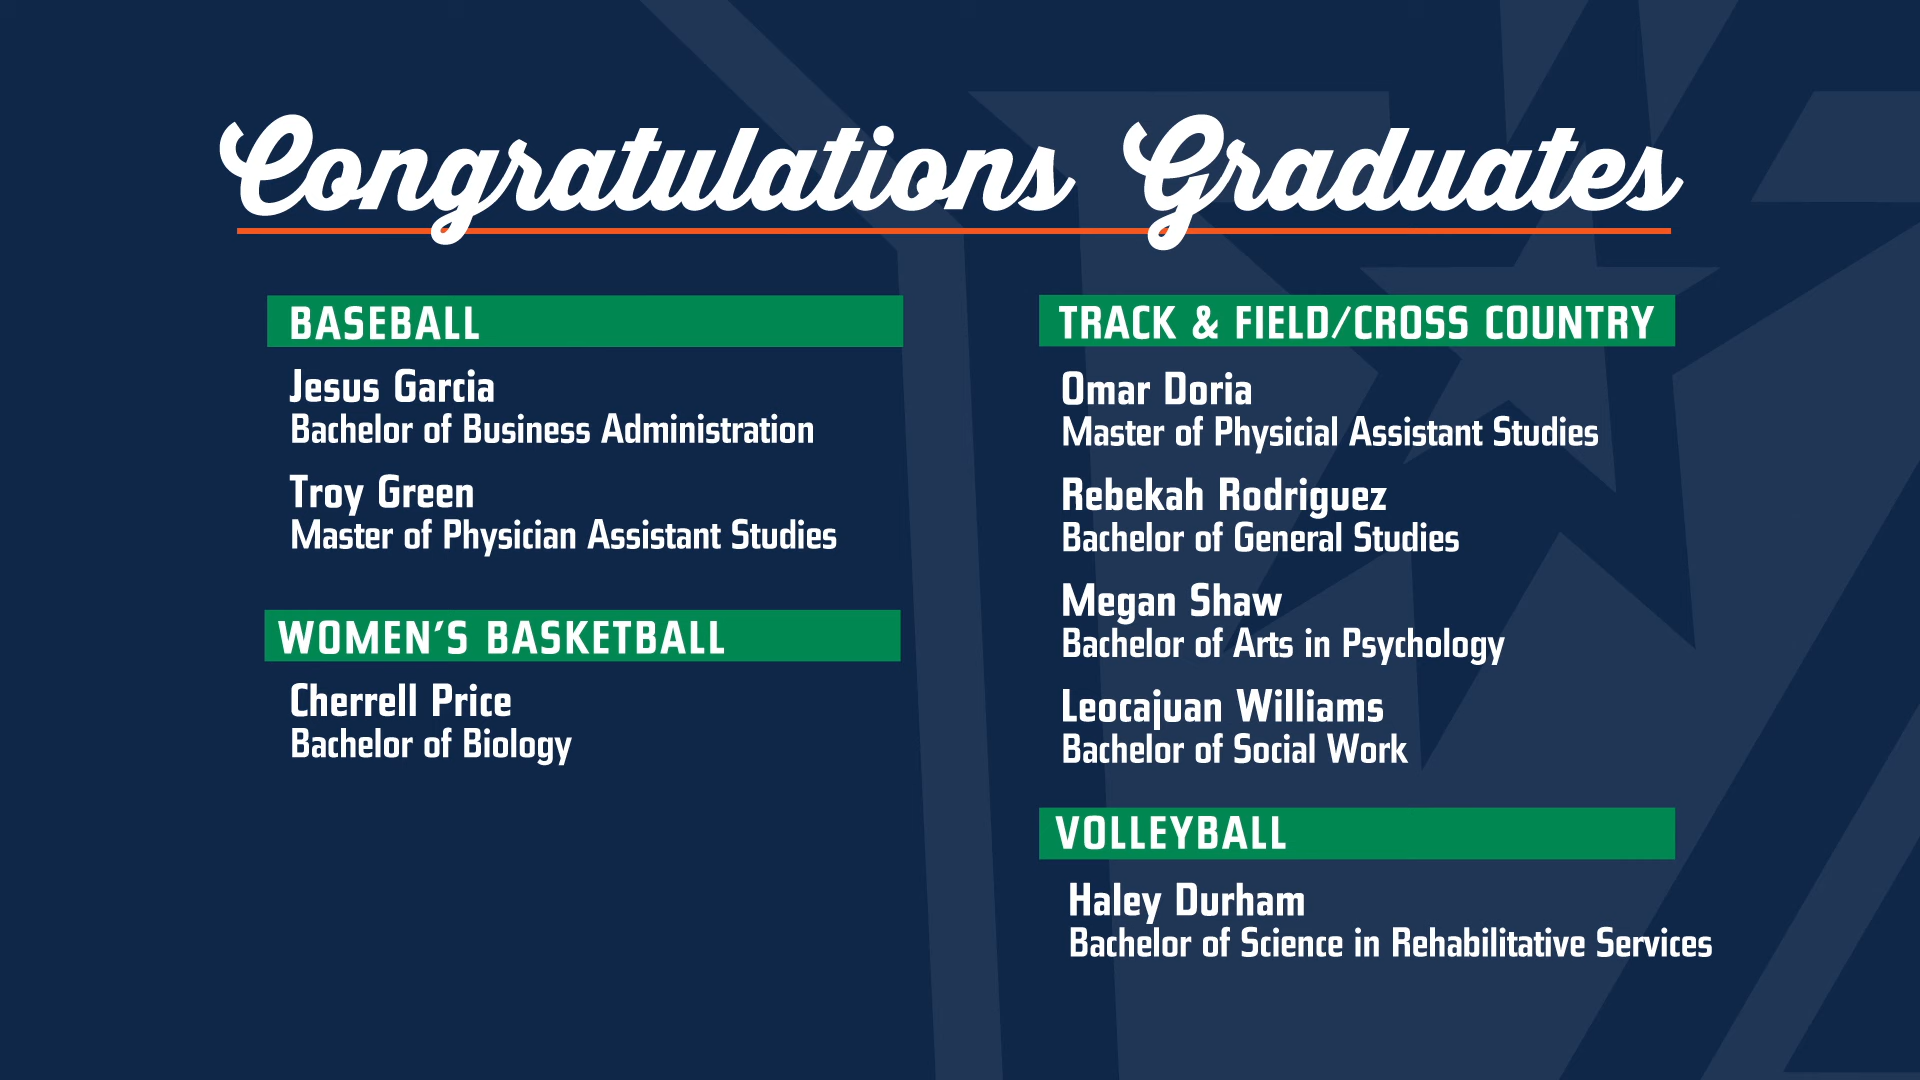 Congratulations Graduates
BASEBALL
Jesus Garcia
Bachelor of Business Administration
Troy Green
Master of Physician Assistant Studies
WOMEN'S BASKETBALL
Cherrell Price
Bachelor of Biology
TRACK & FIELD/CROSS COUNTRY
Omar Doria
Master of Physicial Assistant Studies
Rebekah Rodriguez
Bachelor of General Studies
Megan Shaw
Bachelor of Arts in Psychology
Leocajuan Williams
Bachelor of Social Work
VOLLEYBALL
Haley Durham
Bachelor of Science in Rehabilitative Services